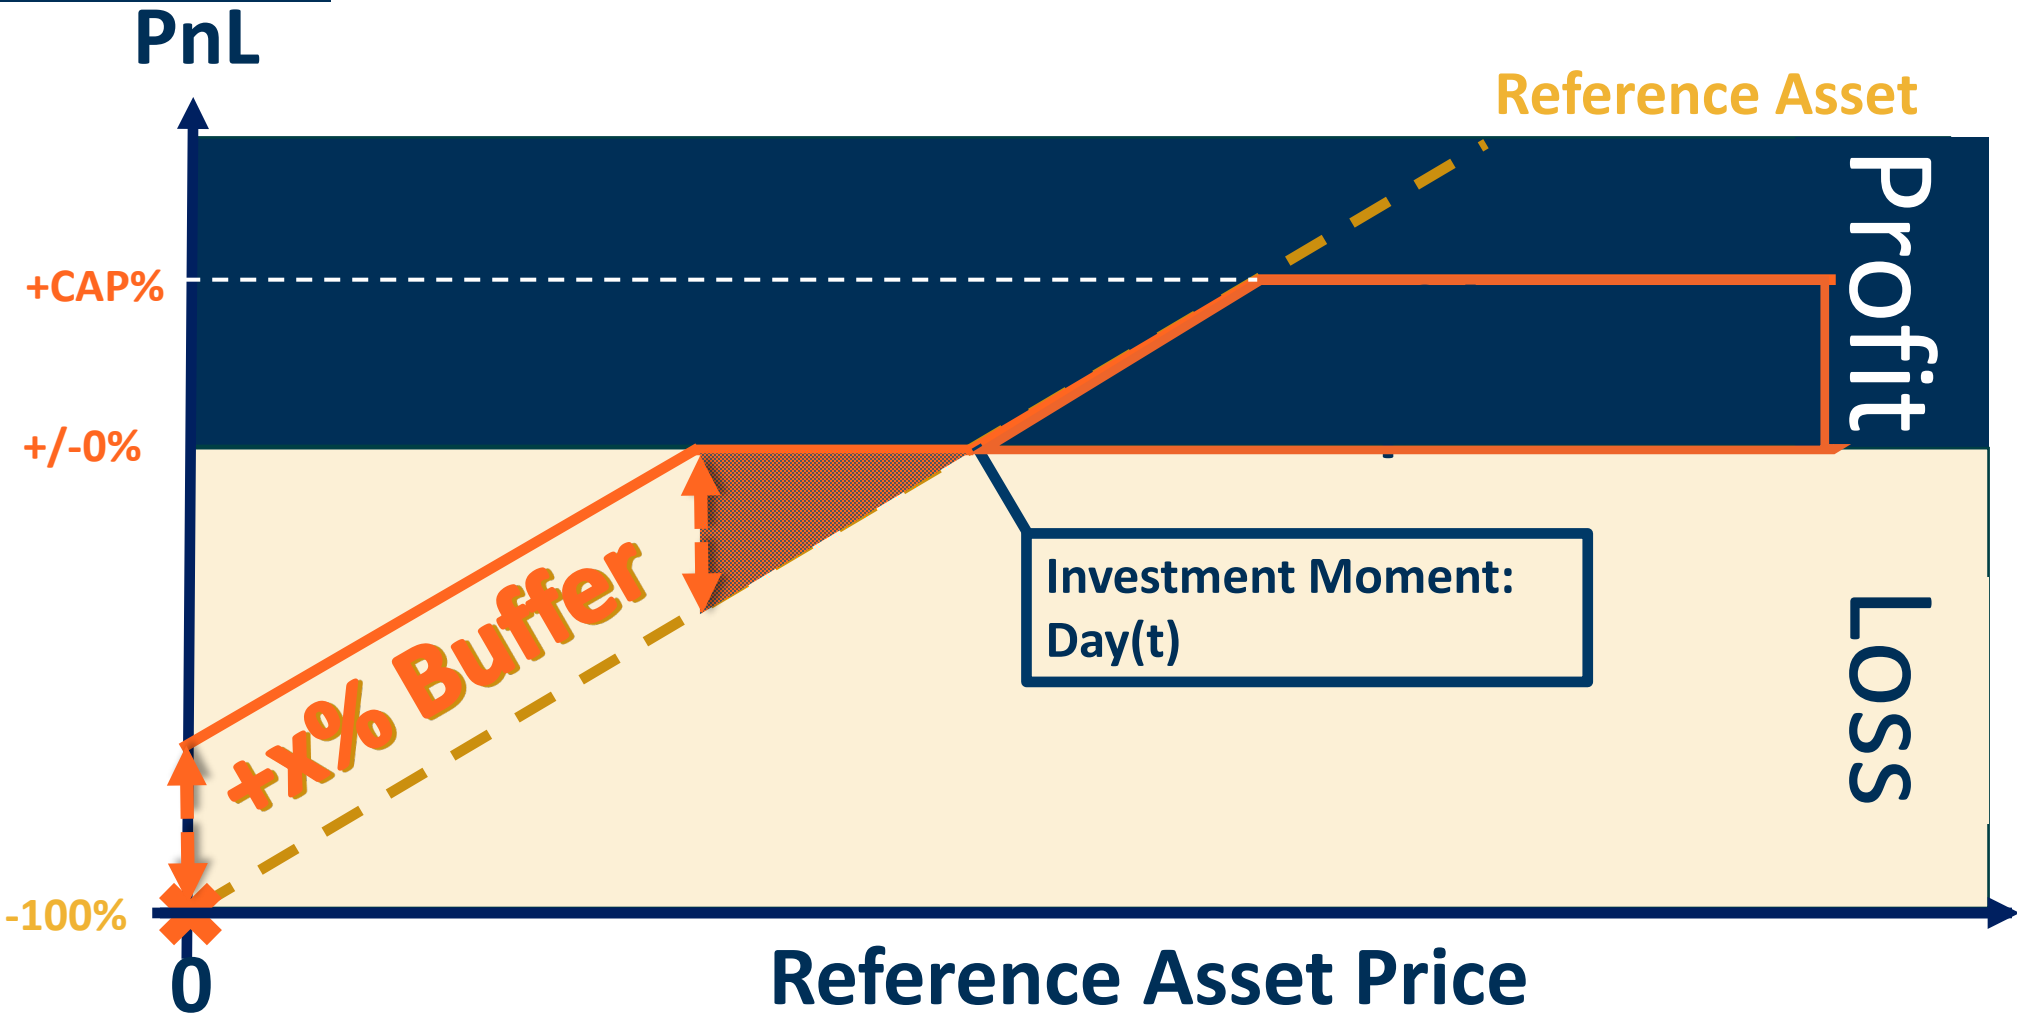 PnL
Reference Asset
Profit
+CAP%
+/-0%
Investment Moment:
Day(t)
+x% Buffer
Loss
-100%
0
Reference Asset Price